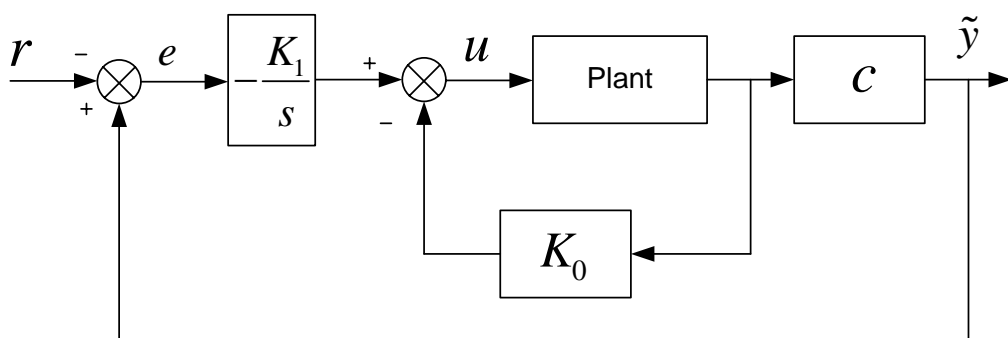 r
−
+
e
− K₁ / s
+
−
u
Plant
c
ỹ
K₀